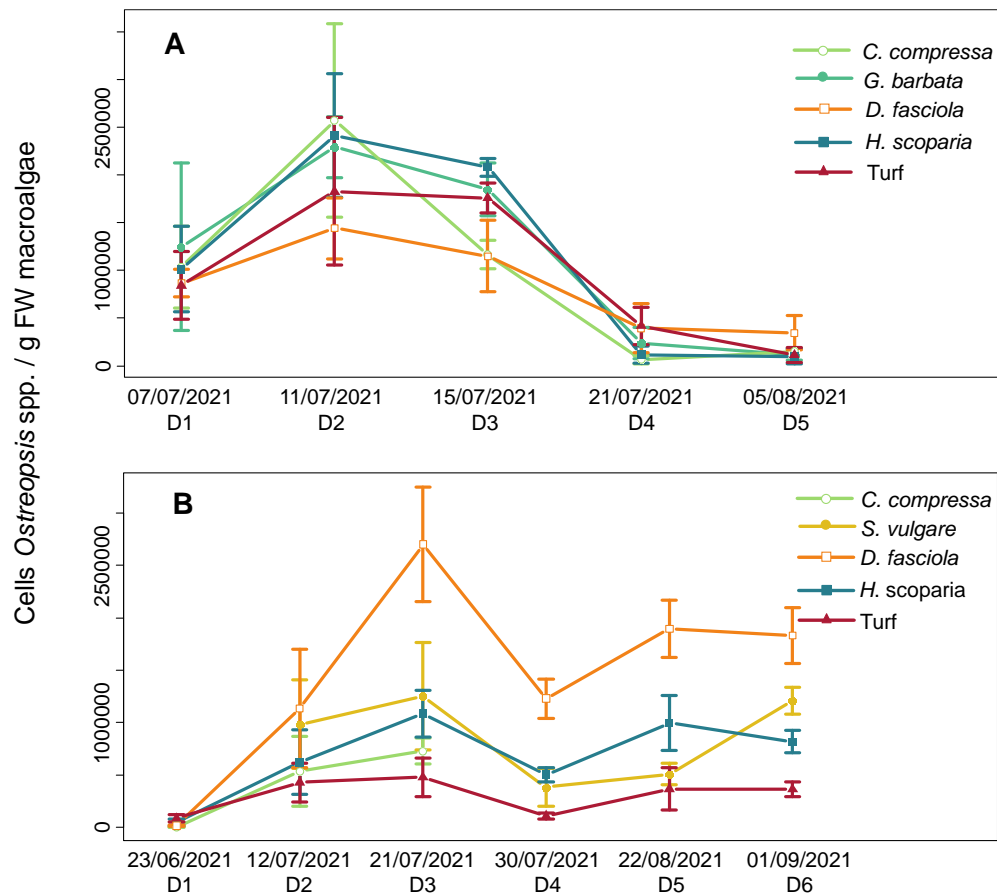 Cells Ostreopsis spp. / g FW macroalgae
A
C. compressa
G. barbata
D. fasciola
H. scoparia
Turf
2500000
1000000
0
07/07/2021 11/07/2021 15/07/2021 21/07/2021 05/08/2021
D1 D2 D3 D4 D5
B
C. compressa
S. vulgare
D. fasciola
H. scoparia
Turf
2500000
1000000
0
23/06/2021 12/07/2021 21/07/2021 30/07/2021 22/08/2021 01/09/2021
D1 D2 D3 D4 D5 D6